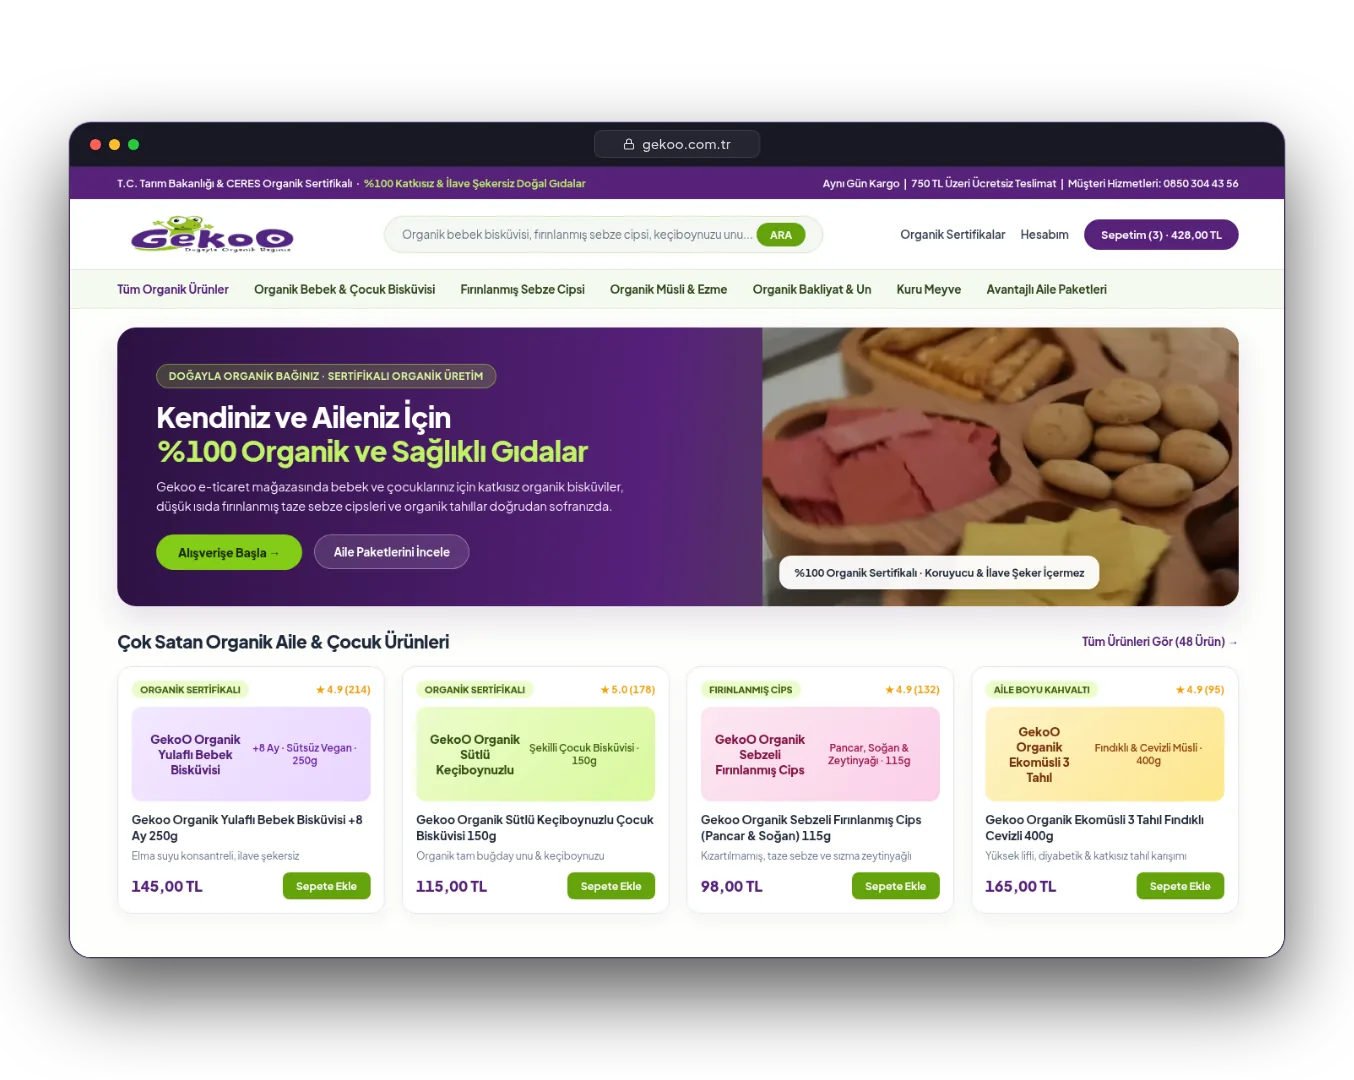 gekoo.com.tr
T.C. Tarım Bakanlığı & CERES Organik Sertifikalı · %100 Katkısız & İlave Şekersiz Doğal Gıdalar
Aynı Gün Kargo | 750 TL Üzeri Ücretsiz Teslimat | Müşteri Hizmetleri: 0850 304 43 56
GekoO
Doğayla Organik Bağınız
Organik bebek bisküvisi, fırınlanmış sebze cipsi, keçiboynuzu unu...
ARA
Organik Sertifikalar
Hesabım
Sepetim (3) · 428,00 TL
Tüm Organik Ürünler
Organik Bebek & Çocuk Bisküvisi
Fırınlanmış Sebze Cipsi
Organik Müsli & Ezme
Organik Bakliyat & Un
Kuru Meyve
Avantajlı Aile Paketleri
DOĞAYLA ORGANİK BAĞINIZ · SERTİFİKALI ORGANİK ÜRETİM
Kendiniz ve Aileniz İçin
%100 Organik ve Sağlıklı Gıdalar
Gekoo e-ticaret mağazasında bebek ve çocuklarınız için katkısız organik bisküviler,
düşük ısıda fırınlanmış taze sebze cipsleri ve organik tahıllar doğrudan sofranızda.
Alışverişe Başla →
Aile Paketlerini İncele
%100 Organik Sertifikalı · Koruyucu & İlave Şeker İçermez
Çok Satan Organik Aile & Çocuk Ürünleri
Tüm Ürünleri Gör (48 Ürün) →
ORGANİK SERTİFİKALI
★ 4.9 (214)
GekoO Organik
Yulaflı Bebek
Bisküvisi
+8 Ay · Sütsüz Vegan ·
250g
Gekoo Organik Yulaflı Bebek Bisküvisi +8
Ay 250g
Elma suyu konsantreli, ilave şekersiz
145,00 TL
Sepete Ekle
ORGANİK SERTİFİKALI
★ 5.0 (178)
GekoO Organik
Sütlü
Keçiboynuzlu
Şekilli Çocuk Bisküvisi ·
150g
Gekoo Organik Sütlü Keçiboynuzlu Çocuk
Bisküvisi 150g
Organik tam buğday unu & keçiboynuzu
115,00 TL
Sepete Ekle
FIRINLANMIŞ CİPS
★ 4.9 (132)
GekoO Organik
Sebzeli
Fırınlanmış Cips
Pancar, Soğan &
Zeytinyağı · 115g
Gekoo Organik Sebzeli Fırınlanmış Cips
(Pancar & Soğan) 115g
Kızartılmamış, taze sebze ve sızma zeytinyağlı
98,00 TL
Sepete Ekle
AİLE BOYU KAHVALTI
★ 4.9 (95)
GekoO
Organik
Ekomüsli 3
Tahıl
Fındıklı & Cevizli Müsli ·
400g
Gekoo Organik Ekomüsli 3 Tahıl Fındıklı
Cevizli 400g
Yüksek lifli, diyabetik & katkısız tahıl karışımı
165,00 TL
Sepete Ekle